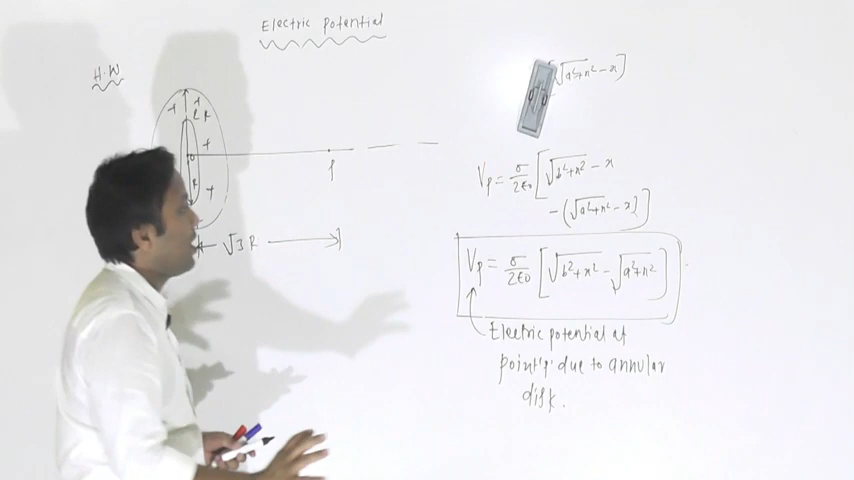 Electric potential
H.W
+ +
2R
+
O
R +
P
√3 R
√a²+x² - x]
Vp = σ/2ε0 [√b²+x² - x
- (√a²+x² - x)]
Vp = σ/2ε0 [√b²+x² - √a²+x²]
Electric potential at
point 'p' due to annular
disk.